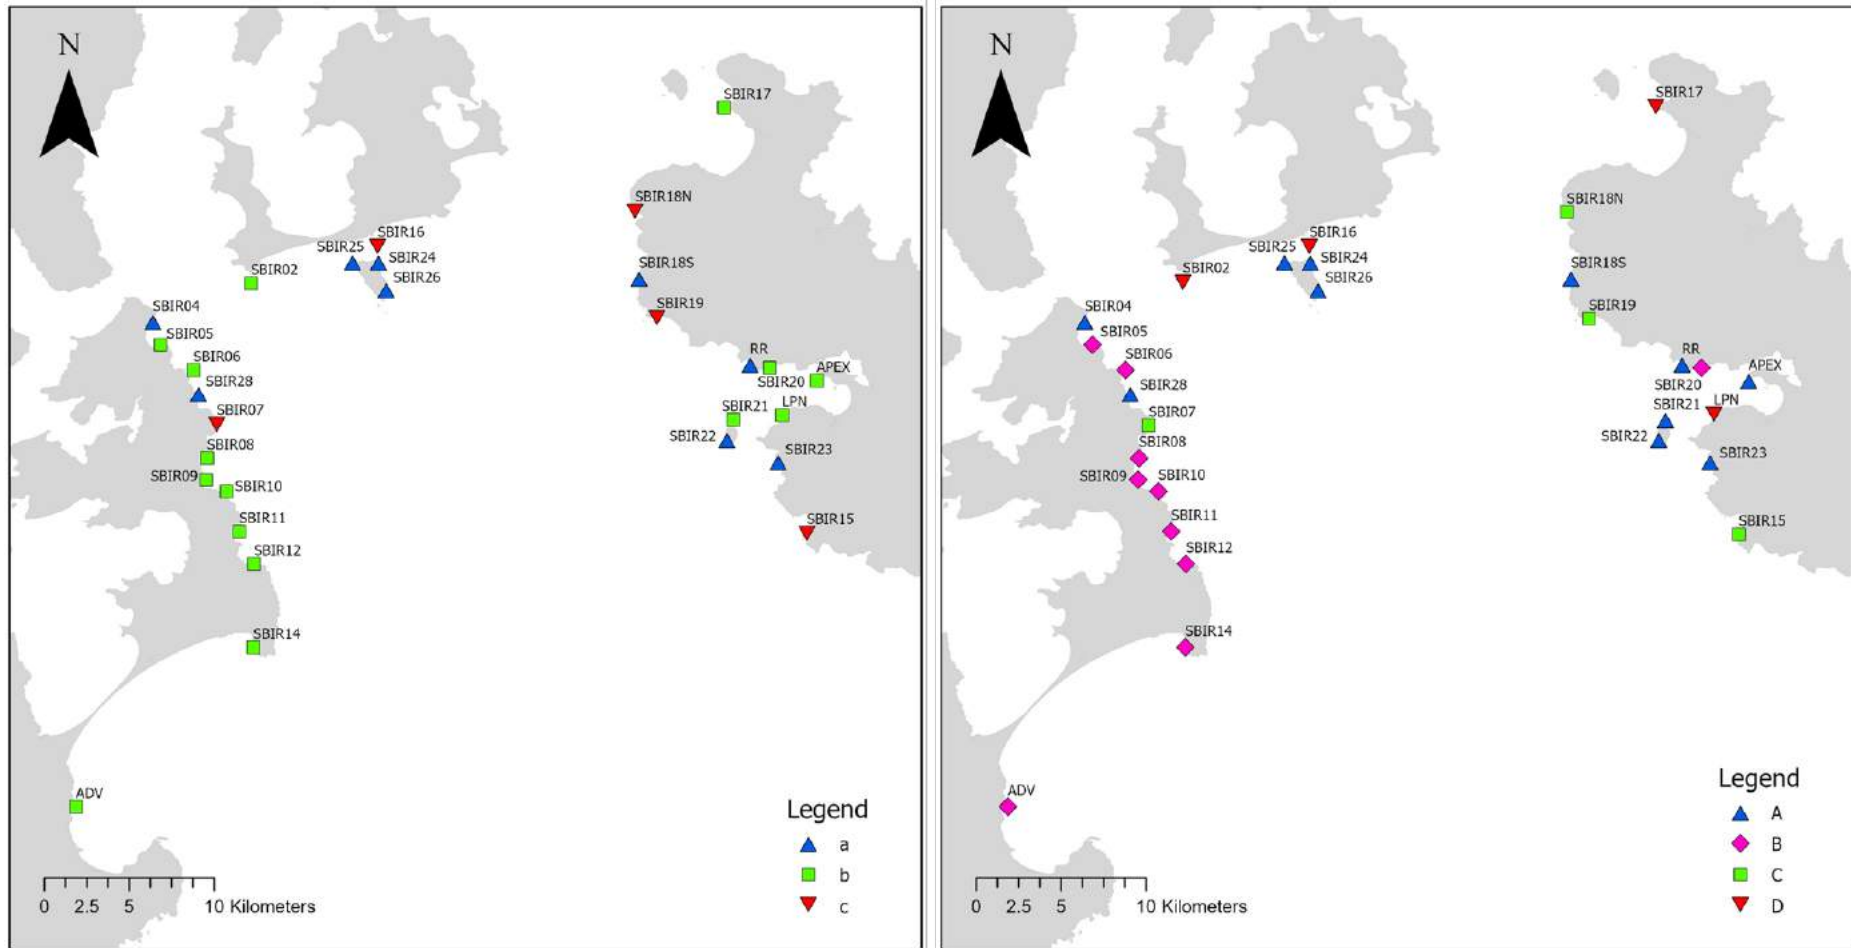 N
SBIR17
SBIR18N
SBIR16
SBIR25
SBIR24
SBIR02
SBIR26
SBIR18S
SBIR19
SBIR04
SBIR05
SBIR06
RR
SBIR20
APEX
SBIR28
SBIR07
SBIR21
LPN
SBIR22
SBIR08
SBIR23
SBIR09
SBIR10
SBIR11
SBIR15
SBIR12
SBIR14
ADV
Legend
a
b
c
0 2.5 5 10 Kilometers
N
SBIR17
SBIR18N
SBIR16
SBIR25
SBIR24
SBIR02
SBIR26
SBIR18S
SBIR19
SBIR04
SBIR05
SBIR06
RR
APEX
SBIR20
SBIR28
SBIR21
LPN
SBIR07
SBIR22
SBIR08
SBIR23
SBIR09
SBIR10
SBIR11
SBIR15
SBIR12
SBIR14
ADV
Legend
A
B
C
D
0 2.5 5 10 Kilometers